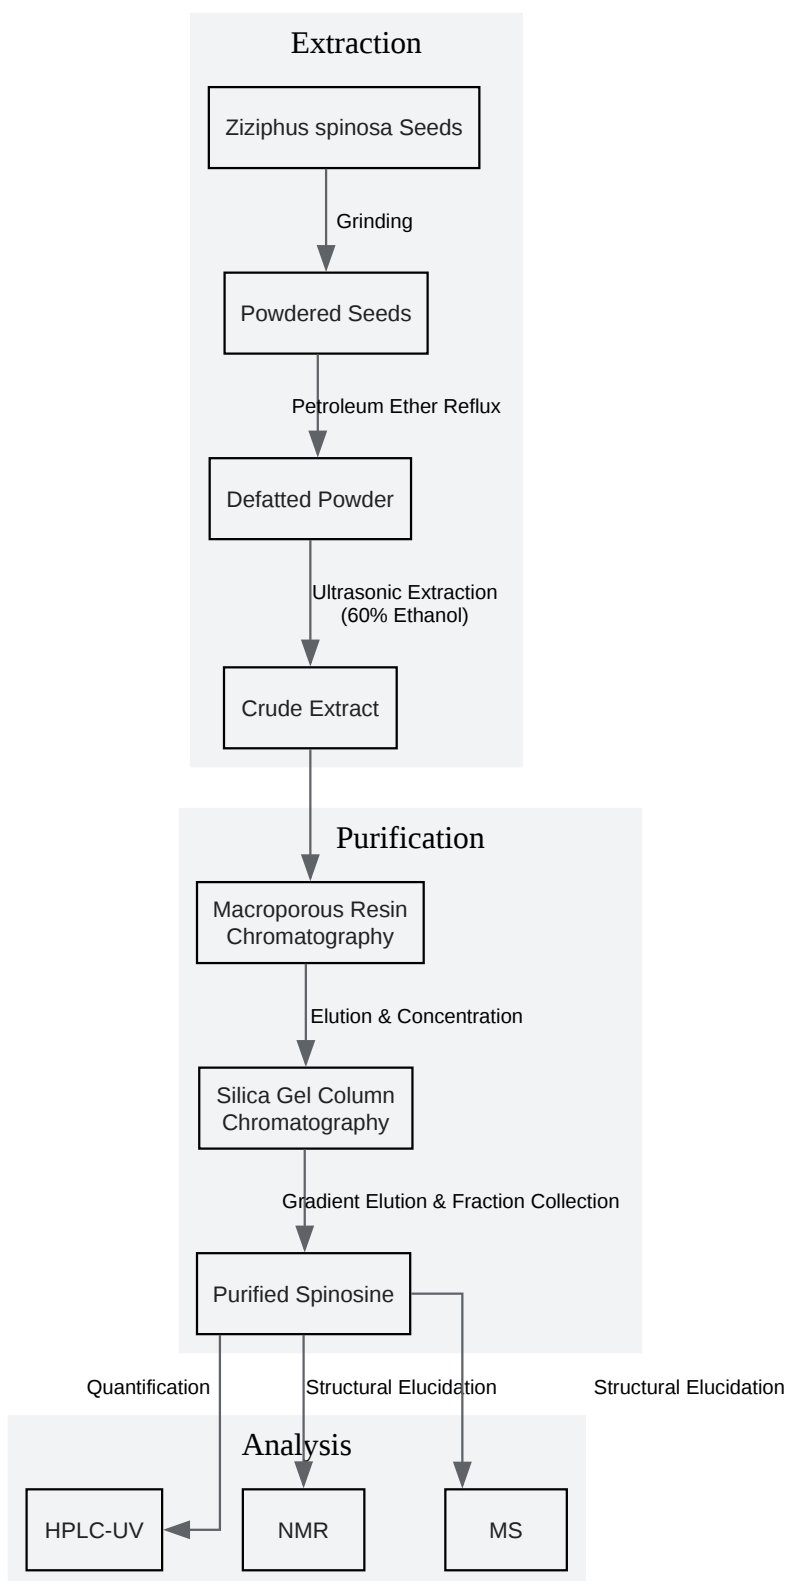 Extraction
Ziziphus spinosa Seeds
Grinding
Powdered Seeds
Petroleum Ether Reflux
Defatted Powder
Ultrasonic Extraction
(60% Ethanol)
Crude Extract
Purification
Macroporous Resin
Chromatography
Elution & Concentration
Silica Gel Column
Chromatography
Gradient Elution & Fraction Collection
Purified Spinosine
Quantification
Structural Elucidation
Structural Elucidation
Analysis
HPLC-UV
NMR
MS